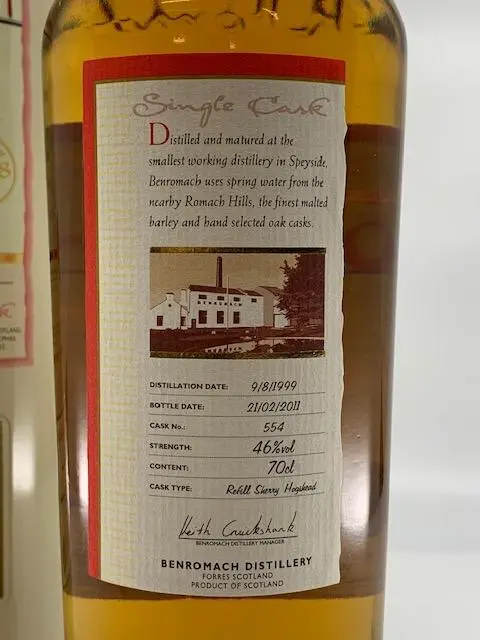 Single Cask
Distilled and matured at the
smallest working distillery in Speyside,
Benromach uses spring water from the
nearby Romach Hills, the finest malted
barley and hand selected oak casks.
BENROMACH
DISTILLATION DATE: 9/8/1999
BOTTLE DATE: 21/02/2011
CASK No.: 554
STRENGTH: 46%vol
CONTENT: 70cl
CASK TYPE: Refill Sherry Hogshead
Keith Cruickshank
BENROMACH DISTILLERY MANAGER
BENROMACH DISTILLERY
FORRES SCOTLAND
PRODUCT OF SCOTLAND